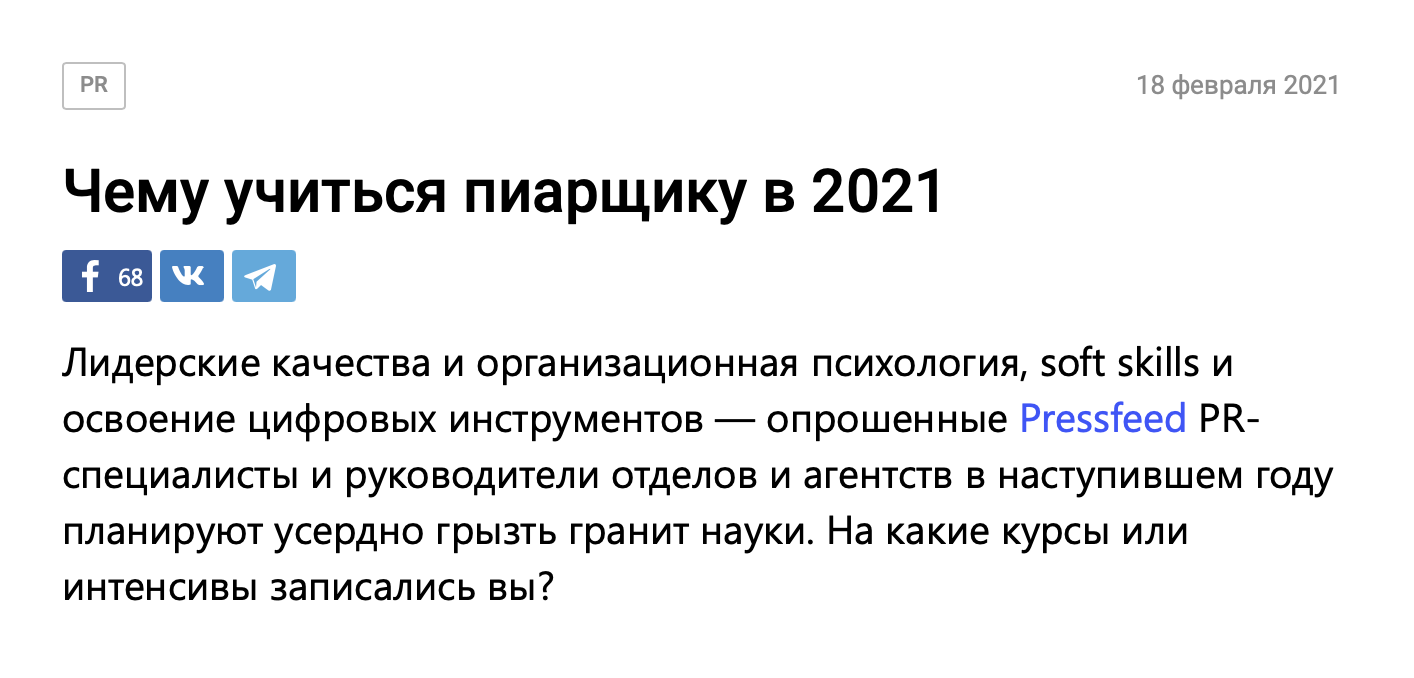 PR
18 февраля 2021
Чему учиться пиарщику в 2021
68
Лидерские качества и организационная психология, soft skills и
освоение цифровых инструментов — опрошенные Pressfeed PR-
специалисты и руководители отделов и агентств в наступившем году
планируют усердно грызть гранит науки. На какие курсы или
интенсивы записались вы?